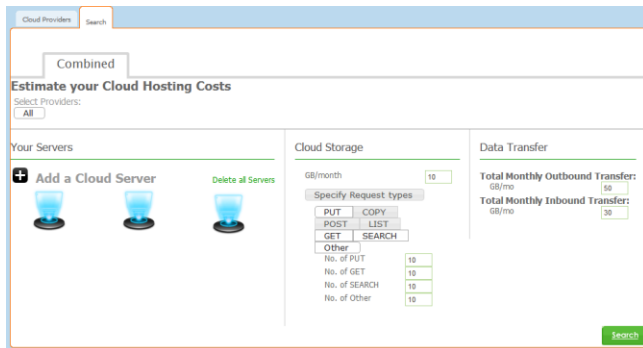 Cloud Providers Search
Combined
Estimate your Cloud Hosting Costs
Select Providers:
All
Your Servers
Add a Cloud Server Delete all Servers
Cloud Storage
GB/month 10
Specify Request types
PUT COPY
POST LIST
GET SEARCH
Other
No. of PUT 10
No. of GET 10
No. of SEARCH 10
No. of Other 10
Data Transfer
Total Monthly Outbound Transfer:
GB/mo 50
Total Monthly Inbound Transfer:
GB/mo 30
Search